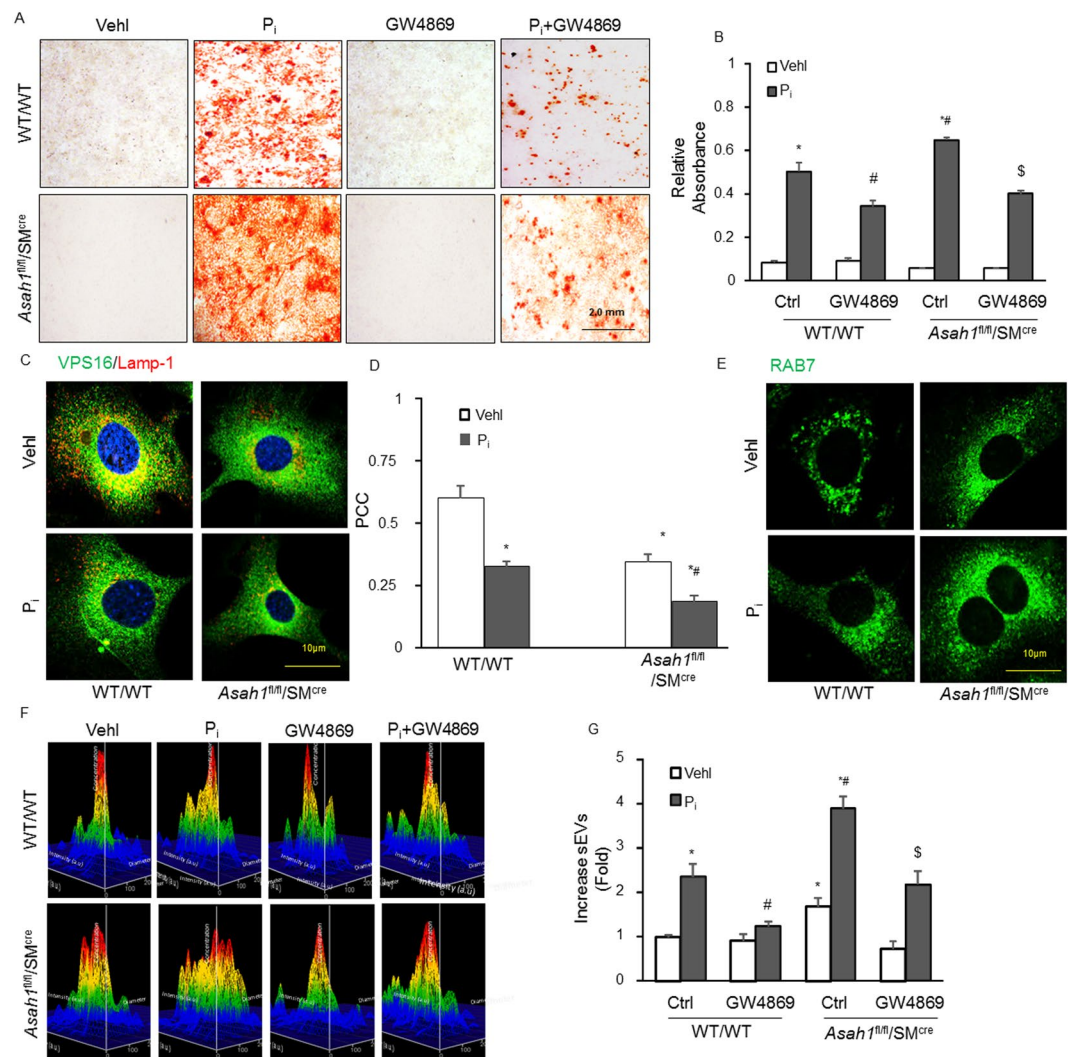 A
Vehl
Pi
GW4869
Pi+GW4869
WT/WT
Asah1fl/fl/SMcre
2.0 mm
B
Vehl
Pi
Relative
Absorbance
0.8
0.6
0.4
0.2
0
*
#
*#
$
Ctrl
GW4869
Ctrl
GW4869
WT/WT
Asah1fl/fl/SMcre
C
VPS16/Lamp-1
Vehl
Pi
10μm
WT/WT
Asah1fl/fl/SMcre
D
Vehl
Pi
PCC
1
0.75
0.5
0.25
0
*
*
*#
WT/WT
Asah1fl/fl
/SMcre
E
RAB7
Vehl
Pi
10μm
WT/WT
Asah1fl/fl/SMcre
F
Vehl
Pi
GW4869
Pi+GW4869
WT/WT
Asah1fl/fl/SMcre
Concentration
Intensity (a.u)
Diameter
0
100
G
Vehl
Pi
Increase sEVs
(Fold)
5
4
3
2
1
0
*
#
*
*#
$
Ctrl
GW4869
Ctrl
GW4869
WT/WT
Asah1fl/fl/SMcre